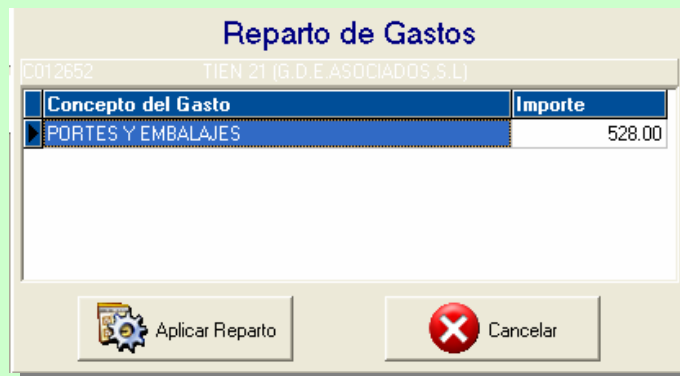 Reparto de Gastos
C012652 TIEN 21 (G.D.E.ASOCIADOS,S.L)
Concepto del Gasto Importe
PORTES Y EMBALAJES 528.00
Aplicar Reparto Cancelar